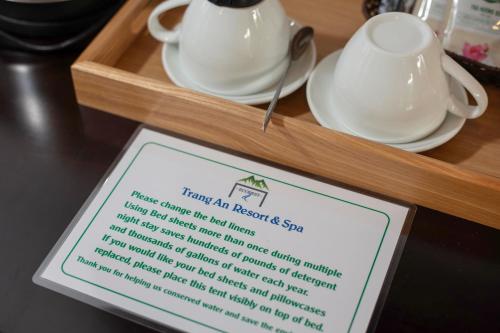 Trang An Resort & Spa
Please change the bed linens
Using Bed sheets more than once during multiple
night stay saves hundreds of pounds of detergent
and thousands of gallons of water each year.
If you would like your bed sheets and pillowcases
replaced, please place this tent visibly on top of bed.
Thank you for helping us conserved water and save the